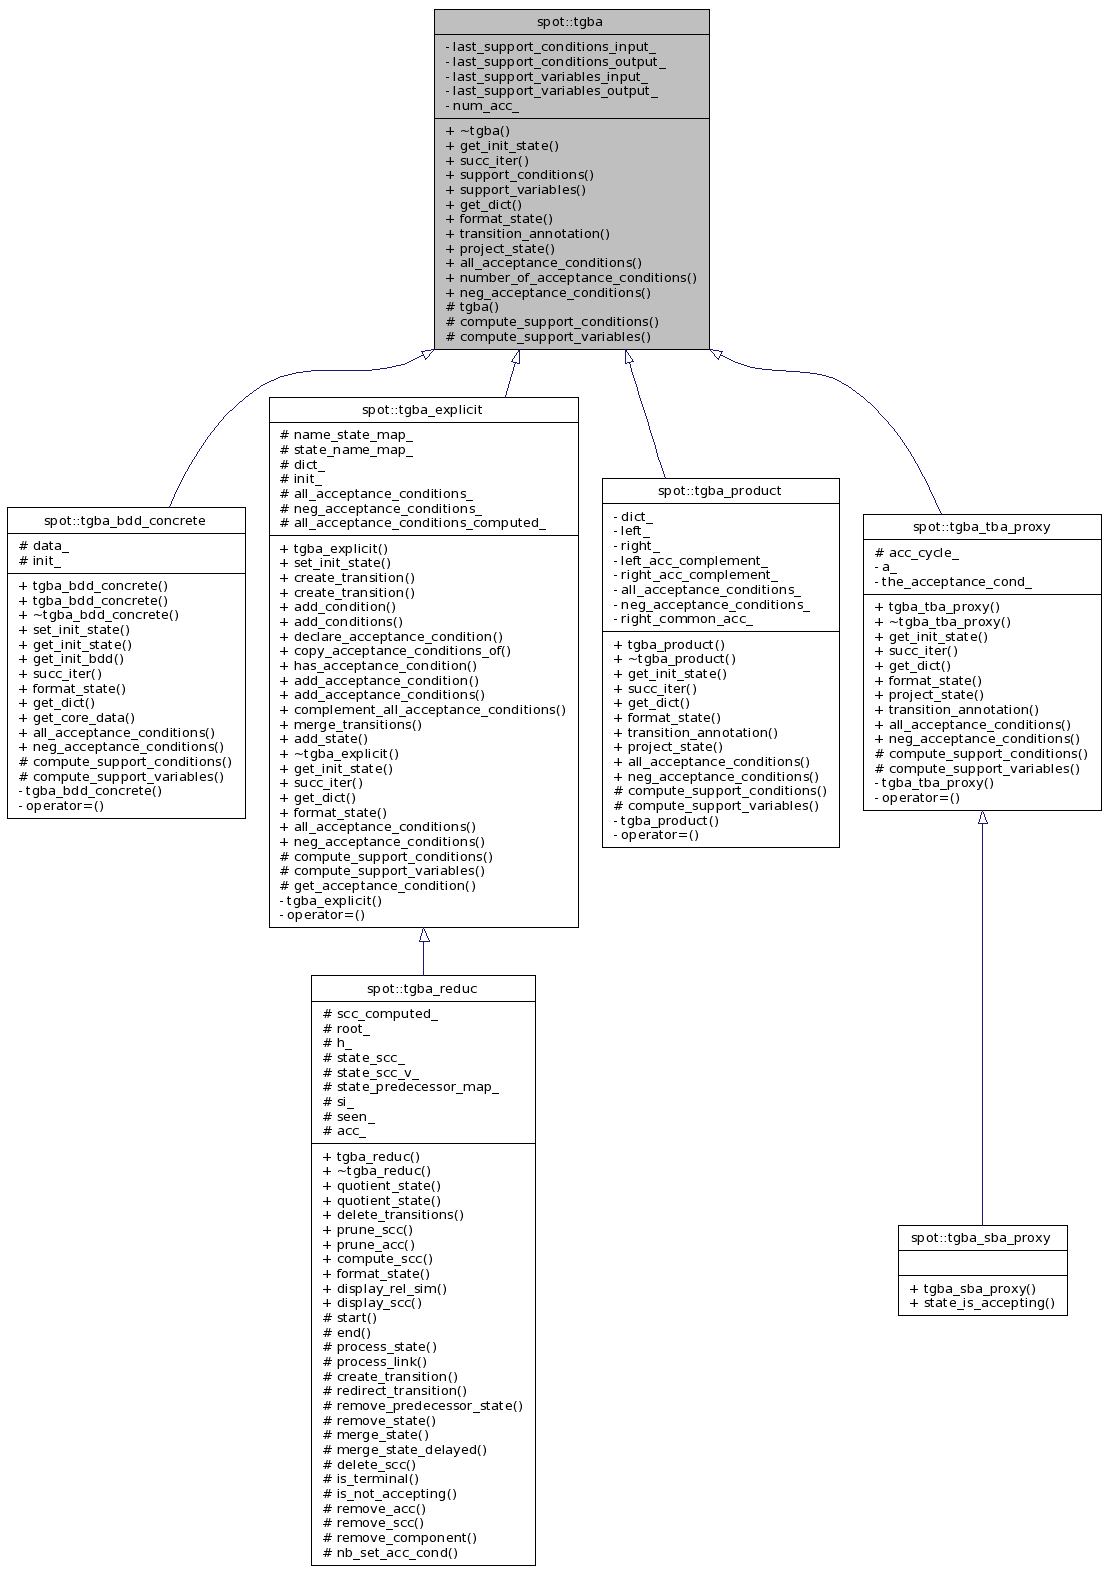 spot::tgba
- last_support_conditions_input_
- last_support_conditions_output_
- last_support_variables_input_
- last_support_variables_output_
- num_acc_
+ ~tgba()
+ get_init_state()
+ succ_iter()
+ support_conditions()
+ support_variables()
+ get_dict()
+ format_state()
+ transition_annotation()
+ project_state()
+ all_acceptance_conditions()
+ number_of_acceptance_conditions()
+ neg_acceptance_conditions()
# tgba()
# compute_support_conditions()
# compute_support_variables()
spot::tgba_bdd_concrete
# data_
# init_
+ tgba_bdd_concrete()
+ tgba_bdd_concrete()
+ ~tgba_bdd_concrete()
+ set_init_state()
+ get_init_state()
+ get_init_bdd()
+ succ_iter()
+ format_state()
+ get_dict()
+ get_core_data()
+ all_acceptance_conditions()
+ neg_acceptance_conditions()
# compute_support_conditions()
# compute_support_variables()
- tgba_bdd_concrete()
- operator=()
spot::tgba_explicit
# name_state_map_
# state_name_map_
# dict_
# init_
# all_acceptance_conditions_
# neg_acceptance_conditions_
# all_acceptance_conditions_computed_
+ tgba_explicit()
+ set_init_state()
+ create_transition()
+ create_transition()
+ add_condition()
+ add_conditions()
+ declare_acceptance_condition()
+ copy_acceptance_conditions_of()
+ has_acceptance_condition()
+ add_acceptance_condition()
+ add_acceptance_conditions()
+ complement_all_acceptance_conditions()
+ merge_transitions()
+ add_state()
+ ~tgba_explicit()
+ get_init_state()
+ succ_iter()
+ get_dict()
+ format_state()
+ all_acceptance_conditions()
+ neg_acceptance_conditions()
# compute_support_conditions()
# compute_support_variables()
# get_acceptance_condition()
- tgba_explicit()
- operator=()
spot::tgba_product
- dict_
- left_
- right_
- left_acc_complement_
- right_acc_complement_
- all_acceptance_conditions_
- neg_acceptance_conditions_
- right_common_acc_
+ tgba_product()
+ ~tgba_product()
+ get_init_state()
+ succ_iter()
+ get_dict()
+ format_state()
+ transition_annotation()
+ project_state()
+ all_acceptance_conditions()
+ neg_acceptance_conditions()
# compute_support_conditions()
# compute_support_variables()
- tgba_product()
- operator=()
spot::tgba_tba_proxy
# acc_cycle_
- a_
- the_acceptance_cond_
+ tgba_tba_proxy()
+ ~tgba_tba_proxy()
+ get_init_state()
+ succ_iter()
+ get_dict()
+ format_state()
+ project_state()
+ transition_annotation()
+ all_acceptance_conditions()
+ neg_acceptance_conditions()
# compute_support_conditions()
# compute_support_variables()
- tgba_tba_proxy()
- operator=()
spot::tgba_reduc
# scc_computed_
# root_
# h_
# state_scc_
# state_scc_v_
# state_predecessor_map_
# si_
# seen_
# acc_
+ tgba_reduc()
+ ~tgba_reduc()
+ quotient_state()
+ quotient_state()
+ delete_transitions()
+ prune_scc()
+ prune_acc()
+ compute_scc()
+ format_state()
+ display_rel_sim()
+ display_scc()
# start()
# end()
# process_state()
# process_link()
# create_transition()
# redirect_transition()
# remove_predecessor_state()
# remove_state()
# merge_state()
# merge_state_delayed()
# delete_scc()
# is_terminal()
# is_not_accepting()
# remove_acc()
# remove_scc()
# remove_component()
# nb_set_acc_cond()
spot::tgba_sba_proxy
+ tgba_sba_proxy()
+ state_is_accepting()